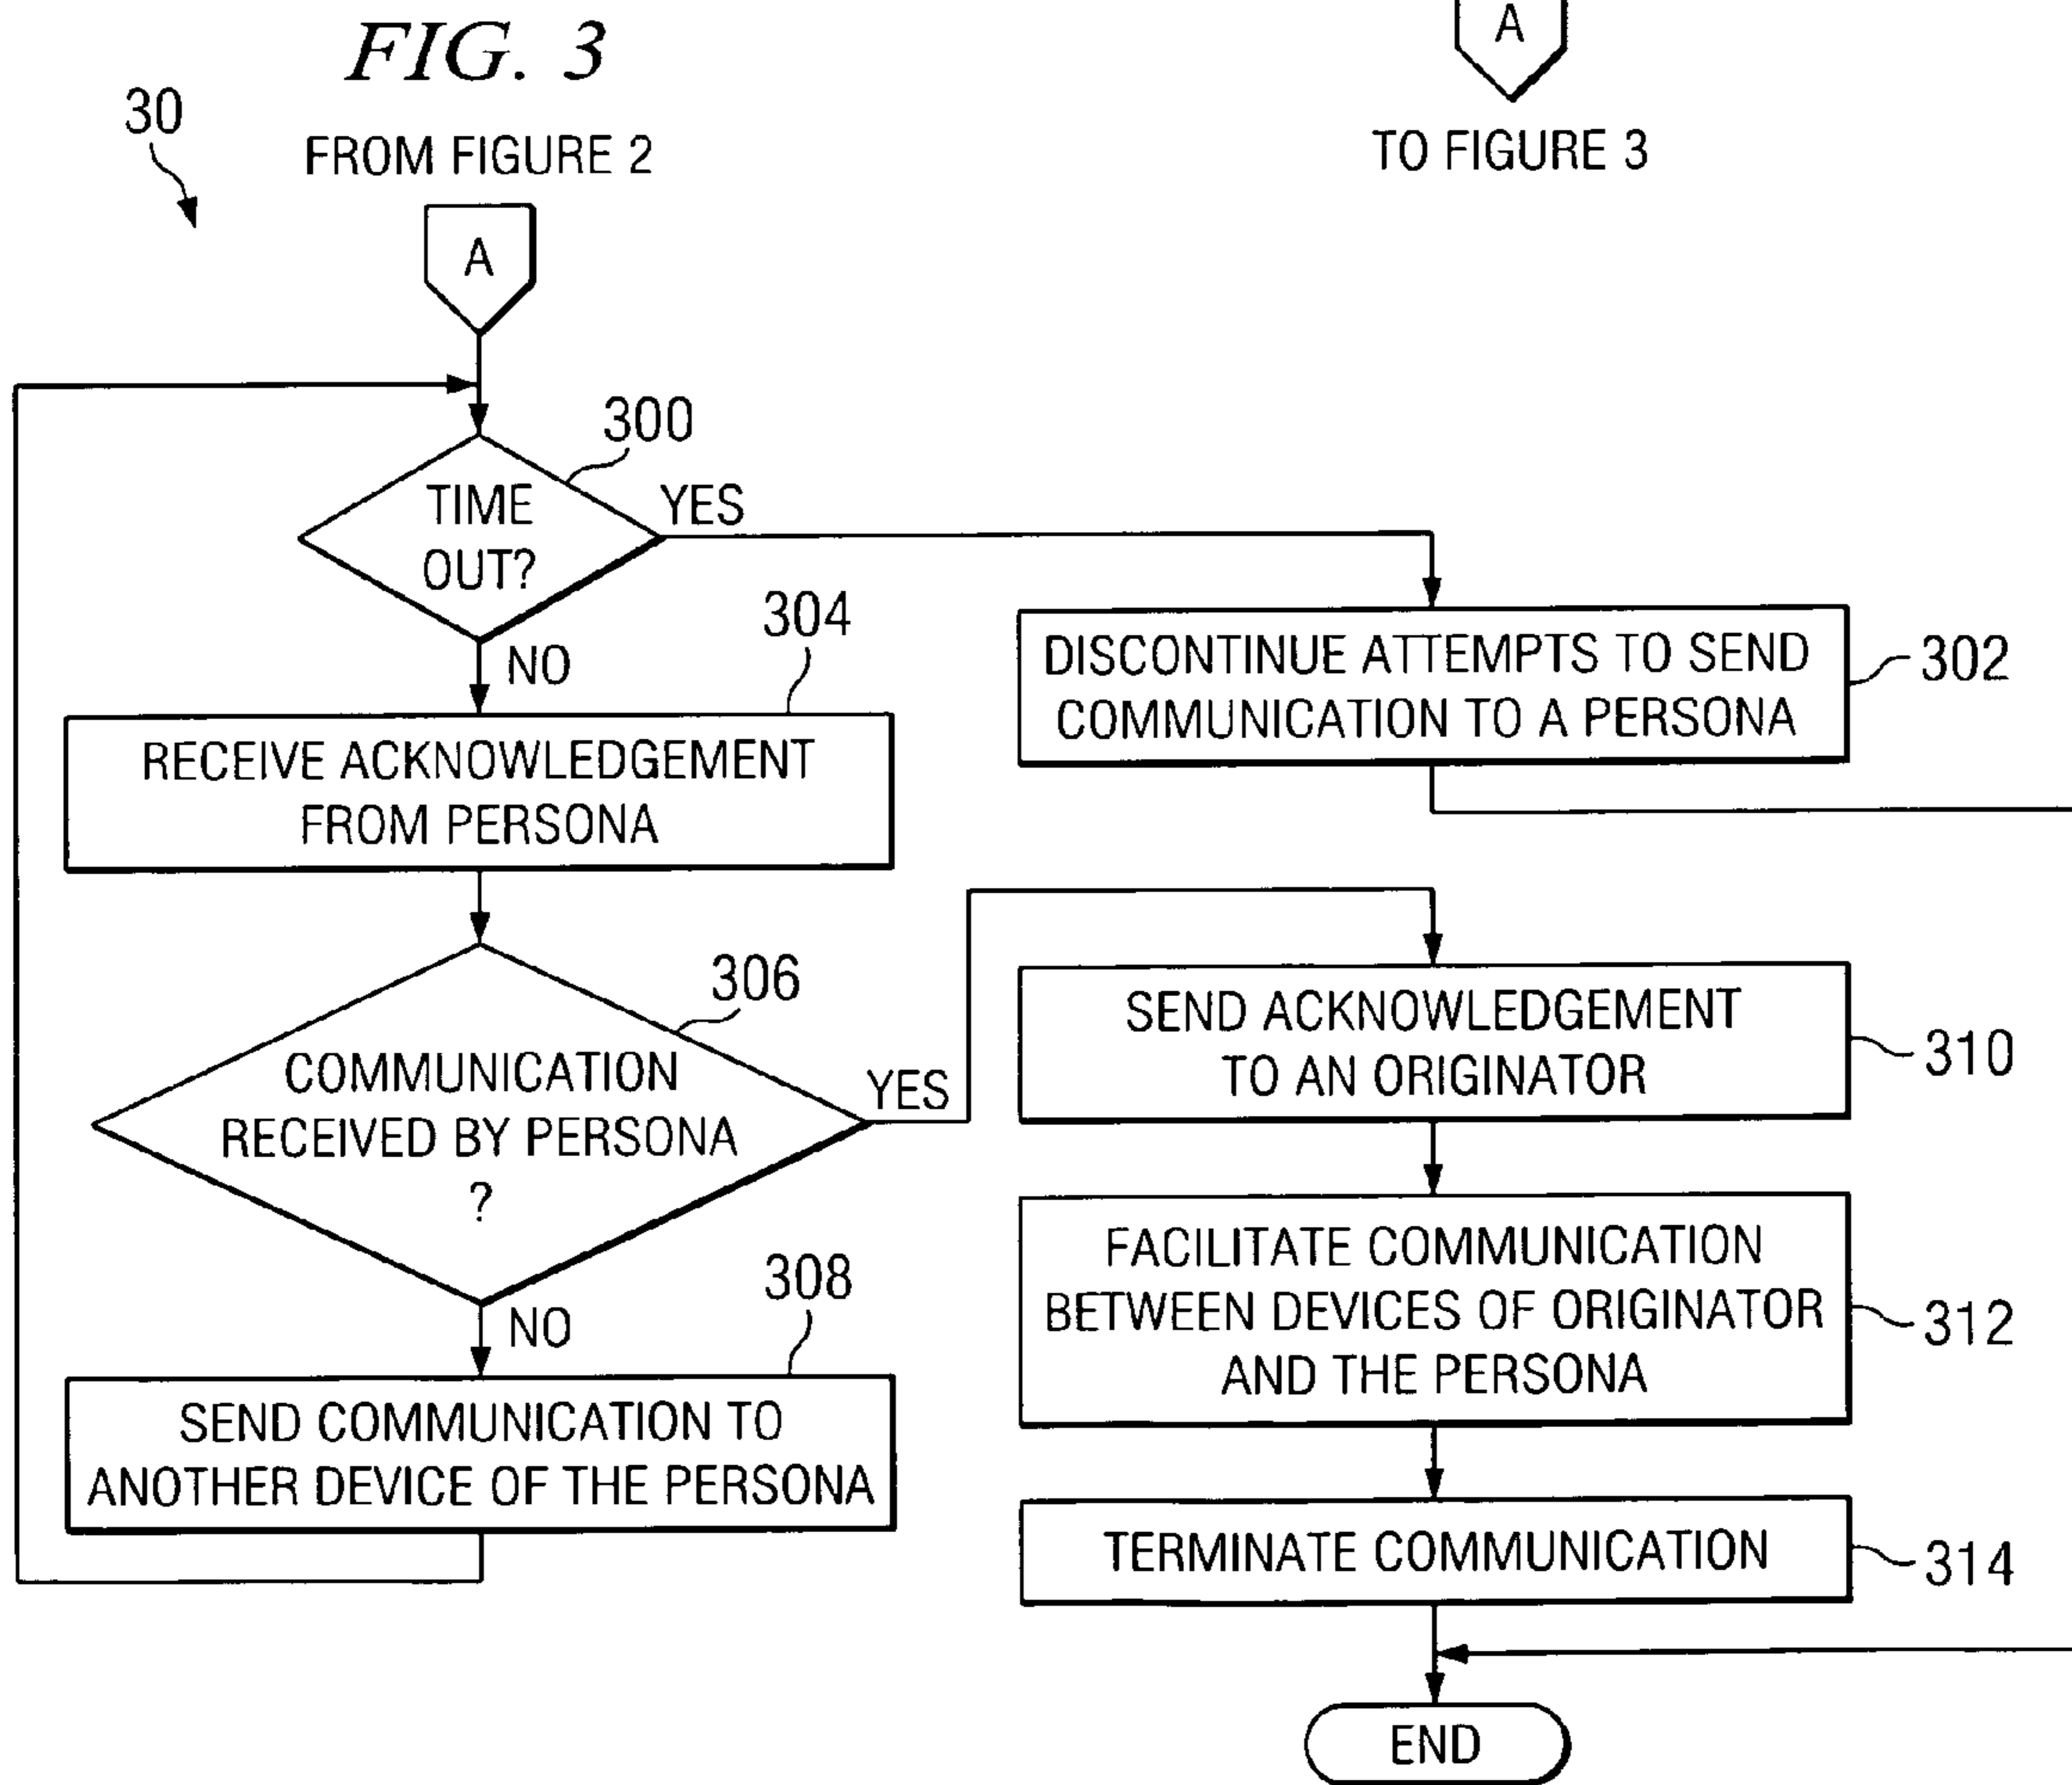 FIG. 3
30
FROM FIGURE 2
A
A
TO FIGURE 3
300
TIME
OUT?
YES
NO
302
DISCONTINUE ATTEMPTS TO SEND
COMMUNICATION TO A PERSONA
304
RECEIVE ACKNOWLEDGEMENT
FROM PERSONA
306
COMMUNICATION
RECEIVED BY PERSONA
?
YES
NO
308
SEND COMMUNICATION TO
ANOTHER DEVICE OF THE PERSONA
SEND ACKNOWLEDGEMENT
TO AN ORIGINATOR
310
FACILITATE COMMUNICATION
BETWEEN DEVICES OF ORIGINATOR
AND THE PERSONA
312
TERMINATE COMMUNICATION
314
END